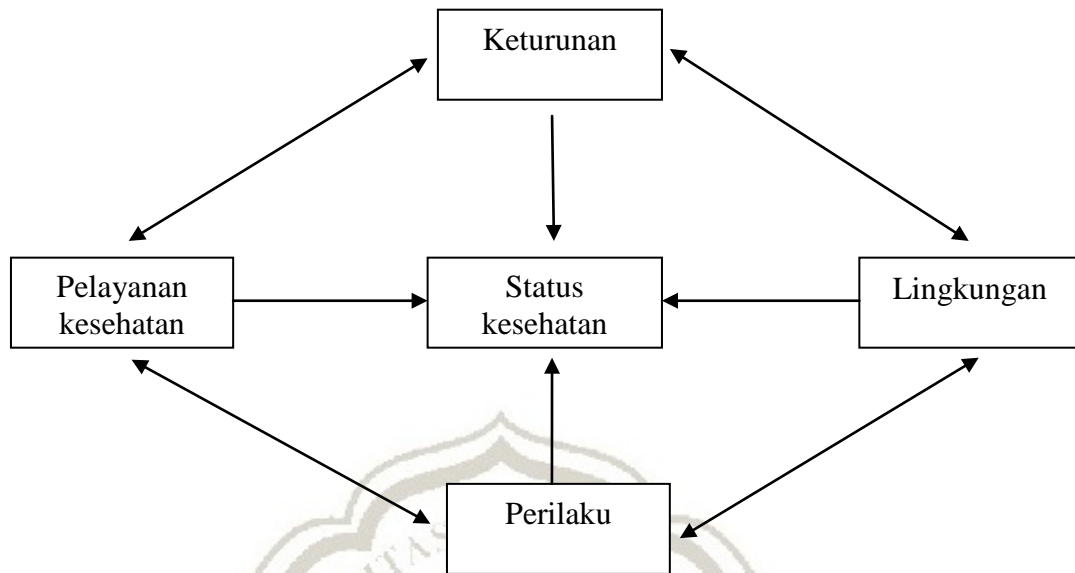 Keturunan
Pelayanan
kesehatan
Status
kesehatan
Lingkungan
Perilaku